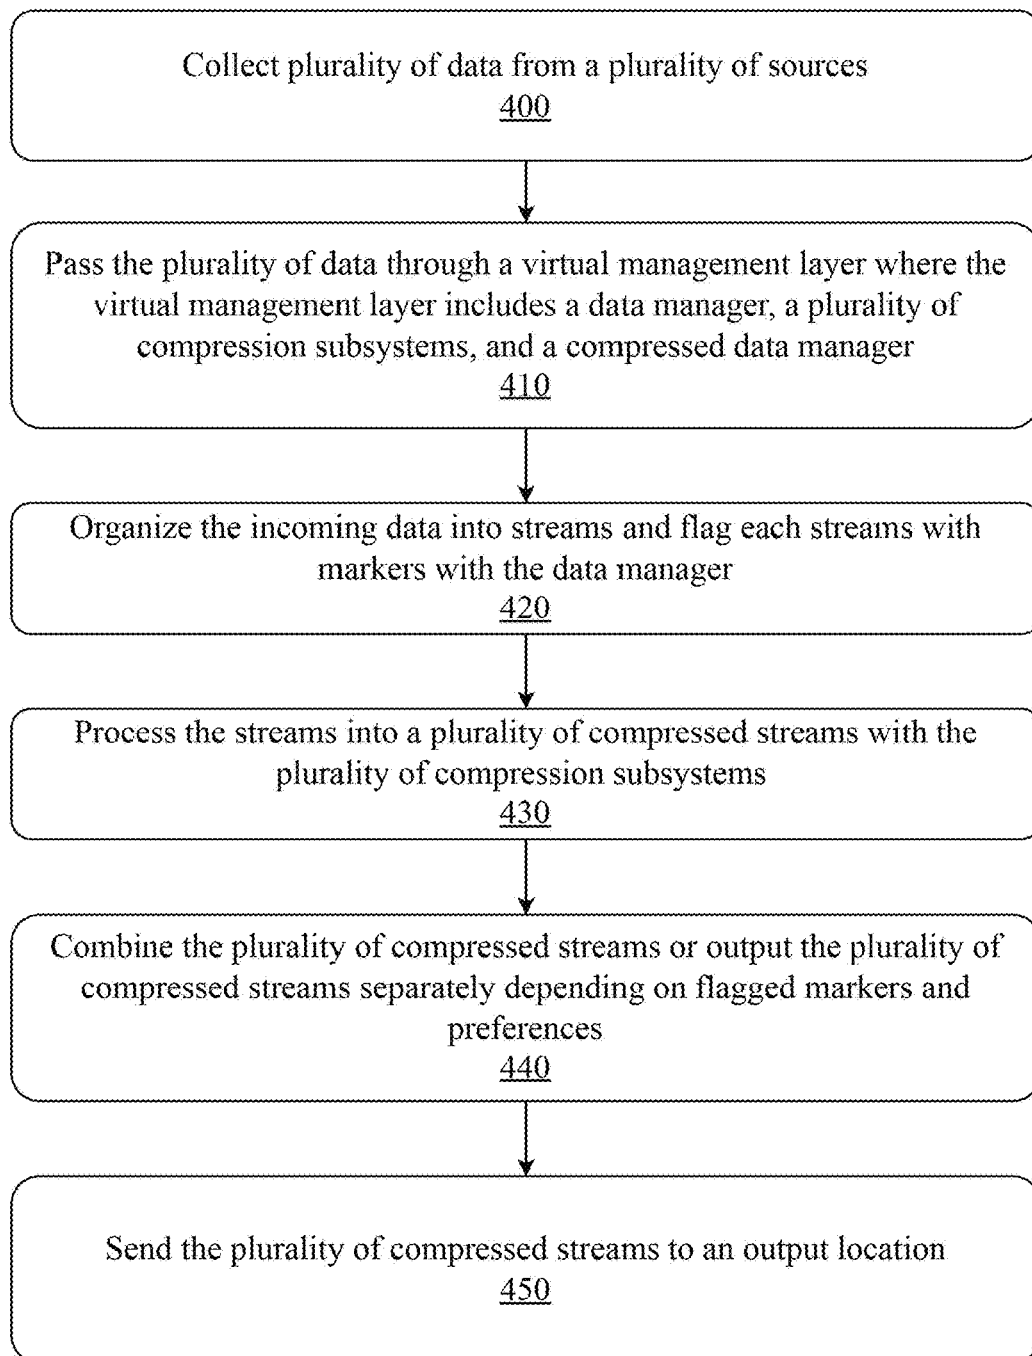 Collect plurality of data from a plurality of sources
400
Pass the plurality of data through a virtual management layer where the
virtual management layer includes a data manager, a plurality of
compression subsystems, and a compressed data manager
410
Organize the incoming data into streams and flag each streams with
markers with the data manager
420
Process the streams into a plurality of compressed streams with the
plurality of compression subsystems
430
Combine the plurality of compressed streams or output the plurality of
compressed streams separately depending on flagged markers and
preferences
440
Send the plurality of compressed streams to an output location
450